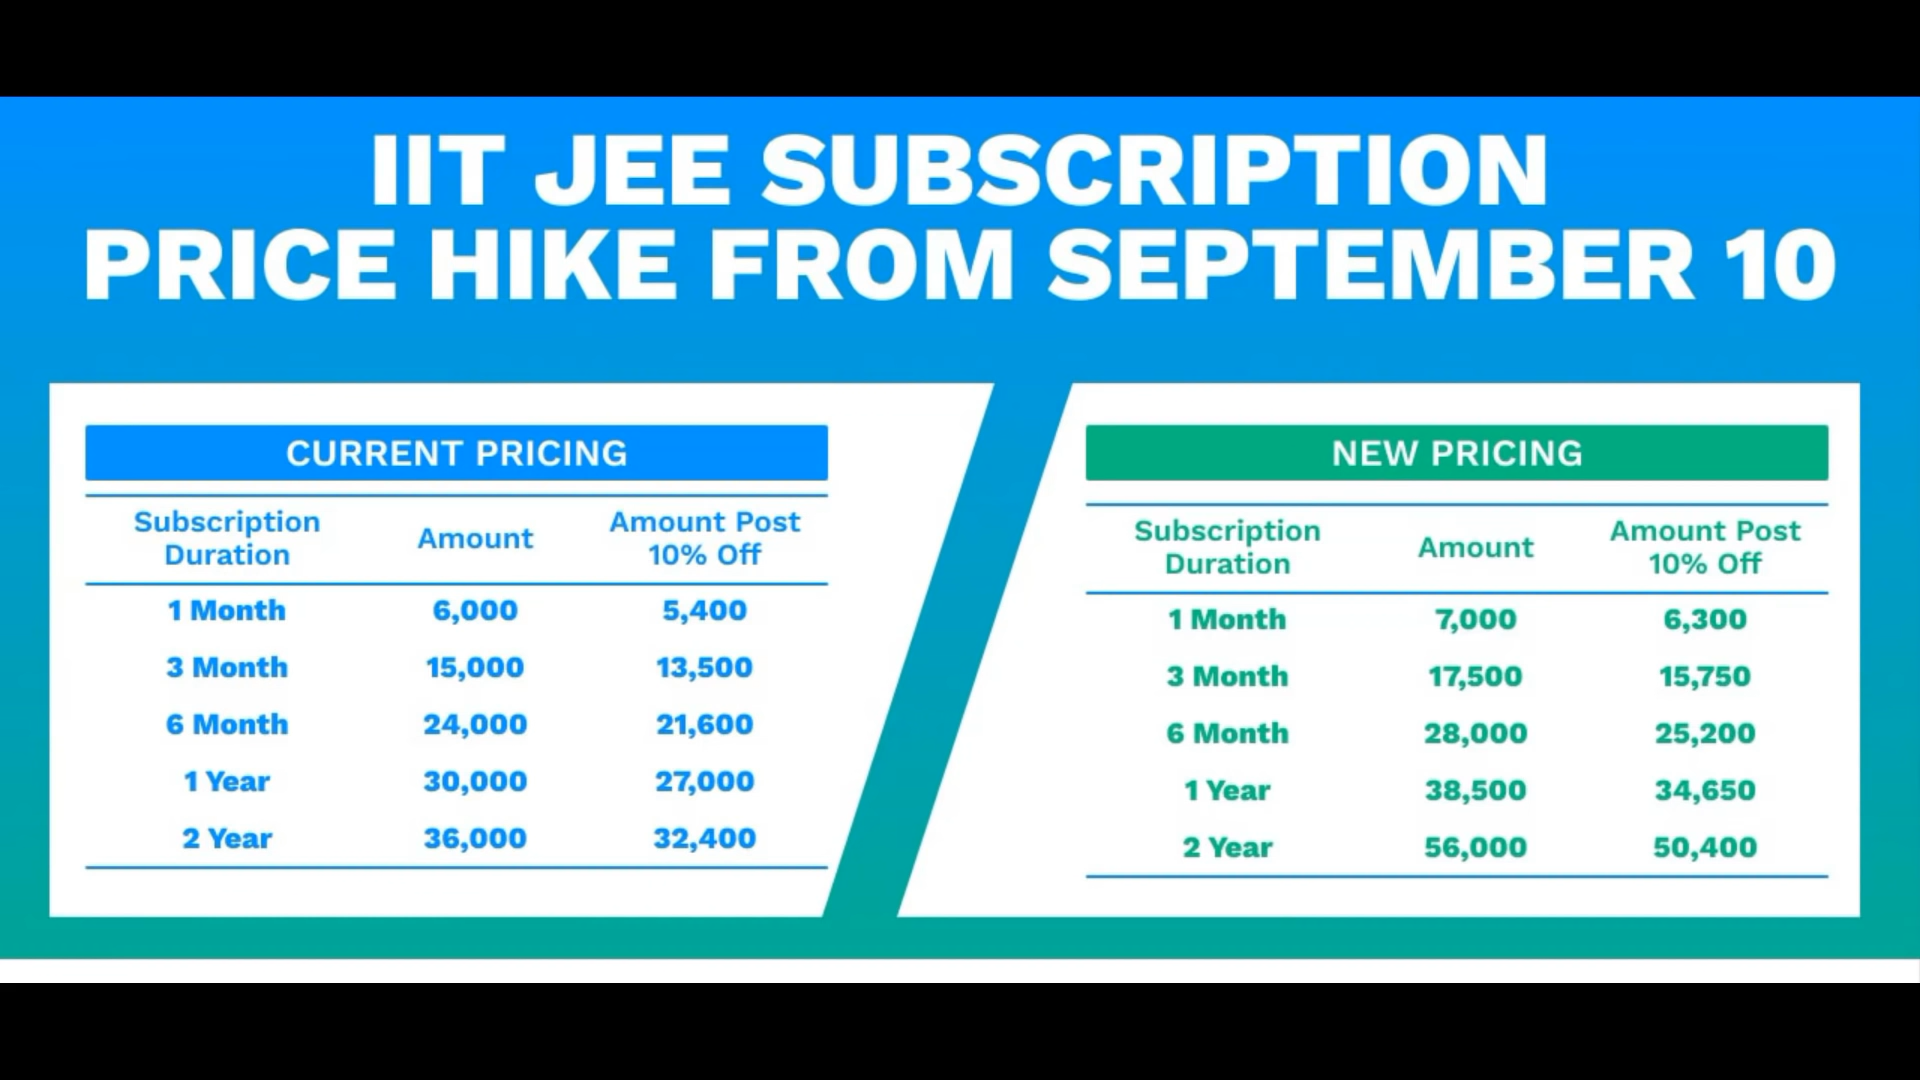 IIT JEE SUBSCRIPTION
PRICE HIKE FROM SEPTEMBER 10
CURRENT PRICING
Subscription Duration Amount Amount Post 10% Off
1 Month 6,000 5,400
3 Month 15,000 13,500
6 Month 24,000 21,600
1 Year 30,000 27,000
2 Year 36,000 32,400
NEW PRICING
Subscription Duration Amount Amount Post 10% Off
1 Month 7,000 6,300
3 Month 17,500 15,750
6 Month 28,000 25,200
1 Year 38,500 34,650
2 Year 56,000 50,400